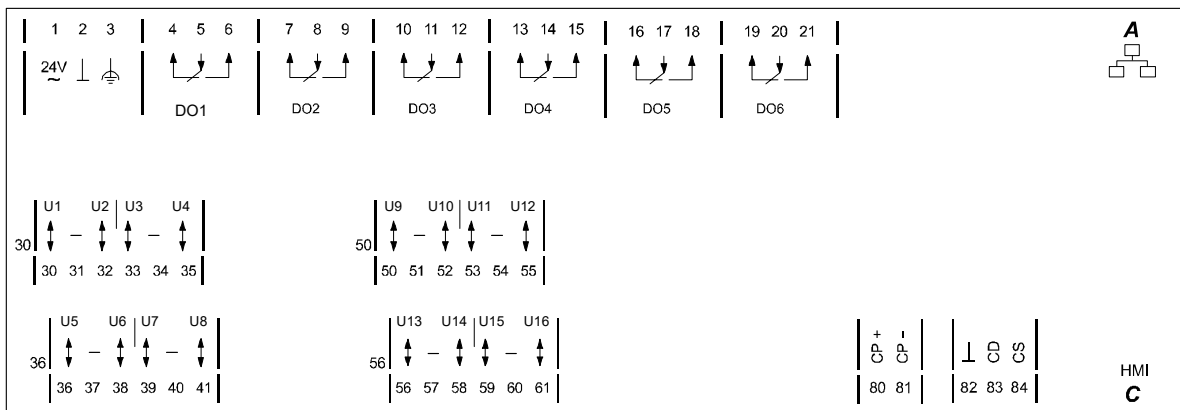 1 2 3 4 5 6 7 8 9 10 11 12 13 14 15 16 17 18 19 20 21 A
24V
~
DO1 DO2 DO3 DO4 DO5 DO6
U1 U2 U3 U4 U9 U10 U11 U12
30 50
30 31 32 33 34 35 50 51 52 53 54 55
U5 U6 U7 U8 U13 U14 U15 U16
36 56 CP + CP - CD CS
36 37 38 39 40 41 56 57 58 59 60 61 80 81 82 83 84
HMI
C